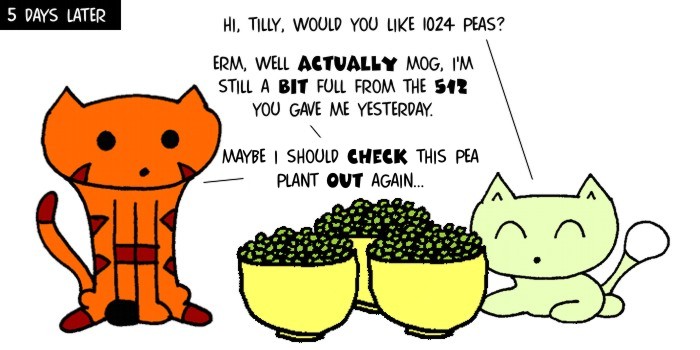 5 DAYS LATER
HI, TILLY, WOULD YOU LIKE 1024 PEAS?
ERM, WELL ACTUALLY MOG, I'M
STILL A BIT FULL FROM THE 512
YOU GAVE ME YESTERDAY.
MAYBE I SHOULD CHECK THIS PEA
PLANT OUT AGAIN...